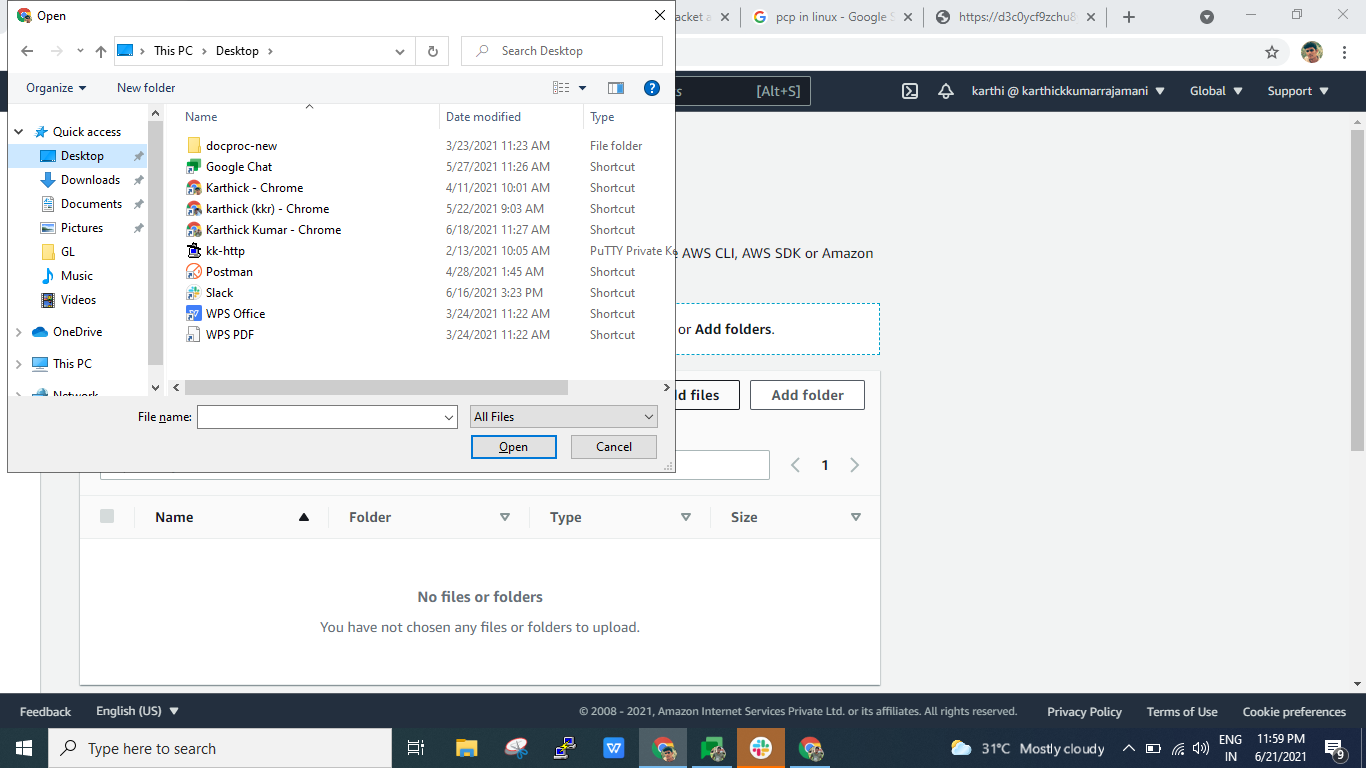 Open
acket a
pcp in linux - Google S
https://d3c0ycf9zchu8
This PC
Desktop
Search Desktop
Organize
New folder
[Alt+S]
karthi @ karthickkumarrajamani
Global
Support
Name
Date modified
Type
Quick access
Desktop
Downloads
Documents
Pictures
GL
Music
Videos
OneDrive
This PC
Network
docproc-new 3/23/2021 11:23 AM File folder
Google Chat 5/27/2021 11:26 AM Shortcut
Karthick - Chrome 4/11/2021 10:01 AM Shortcut
karthick (kkr) - Chrome 5/22/2021 9:03 AM Shortcut
Karthick Kumar - Chrome 6/18/2021 11:27 AM Shortcut
kk-http 2/13/2021 10:05 AM PuTTY Private Ke
Postman 4/28/2021 1:45 AM Shortcut
Slack 6/16/2021 3:23 PM Shortcut
WPS Office 3/24/2021 11:22 AM Shortcut
WPS PDF 3/24/2021 11:22 AM Shortcut
AWS CLI, AWS SDK or Amazon
or Add folders.
File name:
All Files
Open
Cancel
d files
Add folder
1
Name
Folder
Type
Size
No files or folders
You have not chosen any files or folders to upload.
Feedback
English (US)
© 2008 - 2021, Amazon Internet Services Private Ltd. or its affiliates. All rights reserved.
Privacy Policy
Terms of Use
Cookie preferences
Type here to search
31°C Mostly cloudy
ENG
IN
11:59 PM
6/21/2021
9